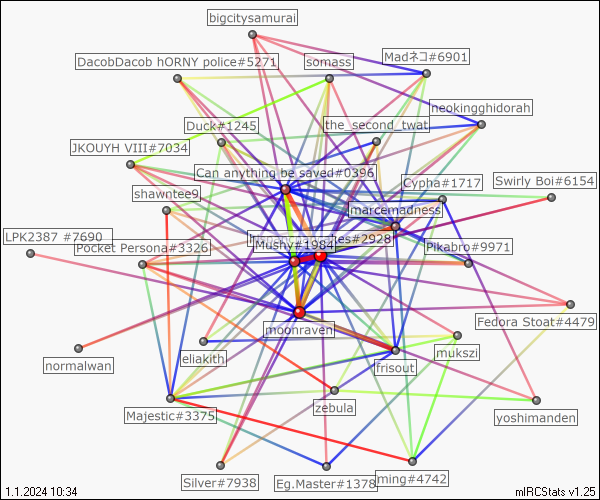 bigcitysamurai
DacobDacob hORNY police#5271
somass
Madネコ#6901
neokingghidorah
Duck#1245
the_second_twat
JKOUYH VIII#7034
Can anything be saved#0396
Cypha#1717
Swirly Boi#6154
shawntee9
marcemadness
LPK2387 #7690
Pocket Persona#3326
Mushy#1984
es#2928
Pikabro#9971
moonraven
Fedora Stoat#4479
normalwan
eliakith
mukszi
frisout
Majestic#3375
zebula
yoshimanden
Silver#7938
Eg.Master#1378
ming#4742
1.1.2024 10:34
mIRCStats v1.25